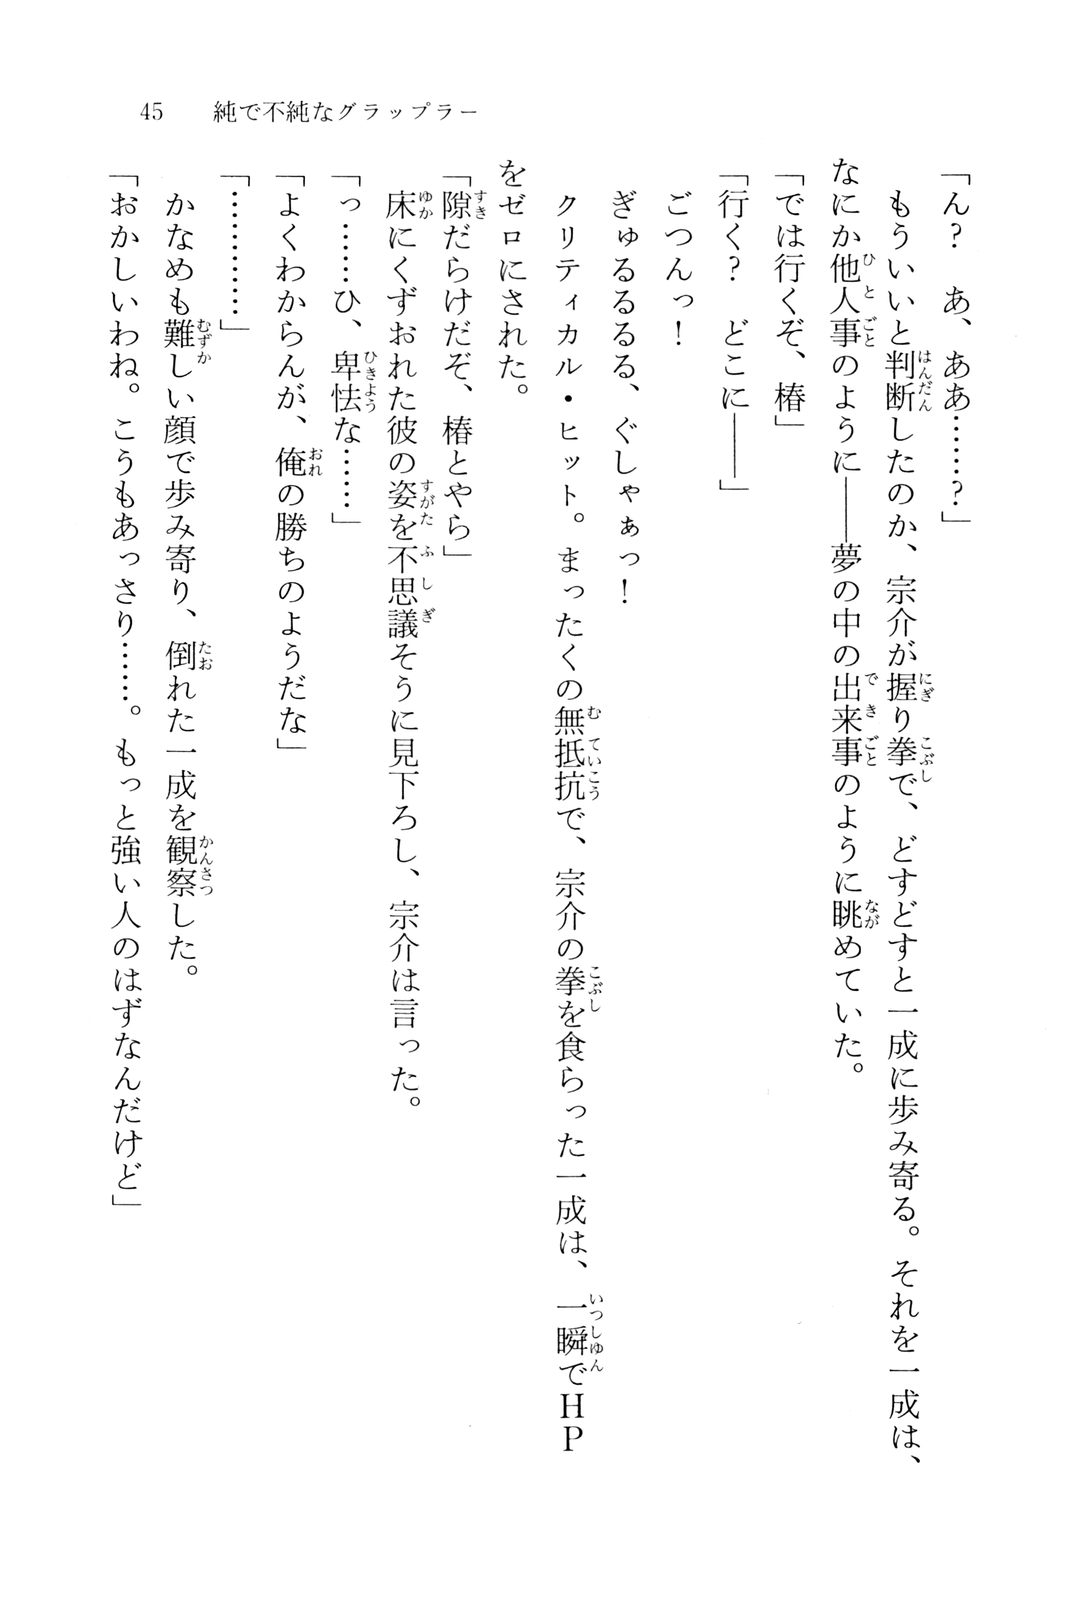 45　純で不純なグラップラー
「ん？　あ、ああ……？」
　もういいと判断したのか、宗介が握り拳で、どすどすと一成に歩み寄る。それを一成は、
なにか他人事のように――夢の中の出来事のように眺めていた。
「では行くぞ、椿」
「行く？　どこに――」
　ごつんっ！
　ぎゅるるるる、ぐしゃぁっ！
　クリティカル・ヒット。まったくの無抵抗で、宗介の拳を食らった一成は、一瞬でＨＰ
をゼロにされた。
「隙だらけだぞ、椿とやら」
　床にくずおれた彼の姿を不思議そうに見下ろし、宗介は言った。
「っ……ひ、卑怯な……」
「よくわからんが、俺の勝ちのようだな」
「…………」
　かなめも難しい顔で歩み寄り、倒れた一成を観察した。
「おかしいわね。こうもあっさり……。もっと強い人のはずなんだけど」